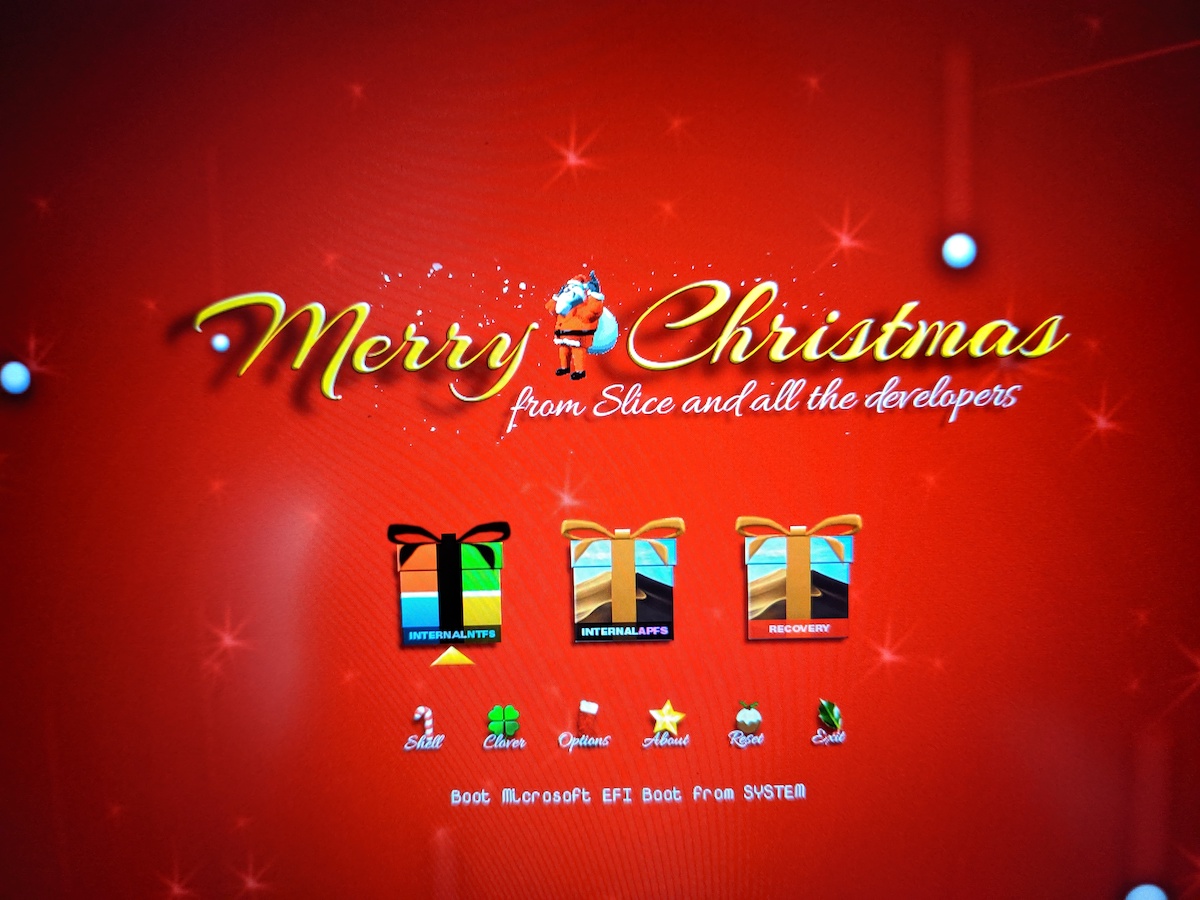 Merry Christmas
from Slice and all the developers
INTERNALNTFS INTERNALAPFS RECOVERY
Shell Clover Options About Reset Exit
Boot Microsoft EFI Boot from SYSTEM